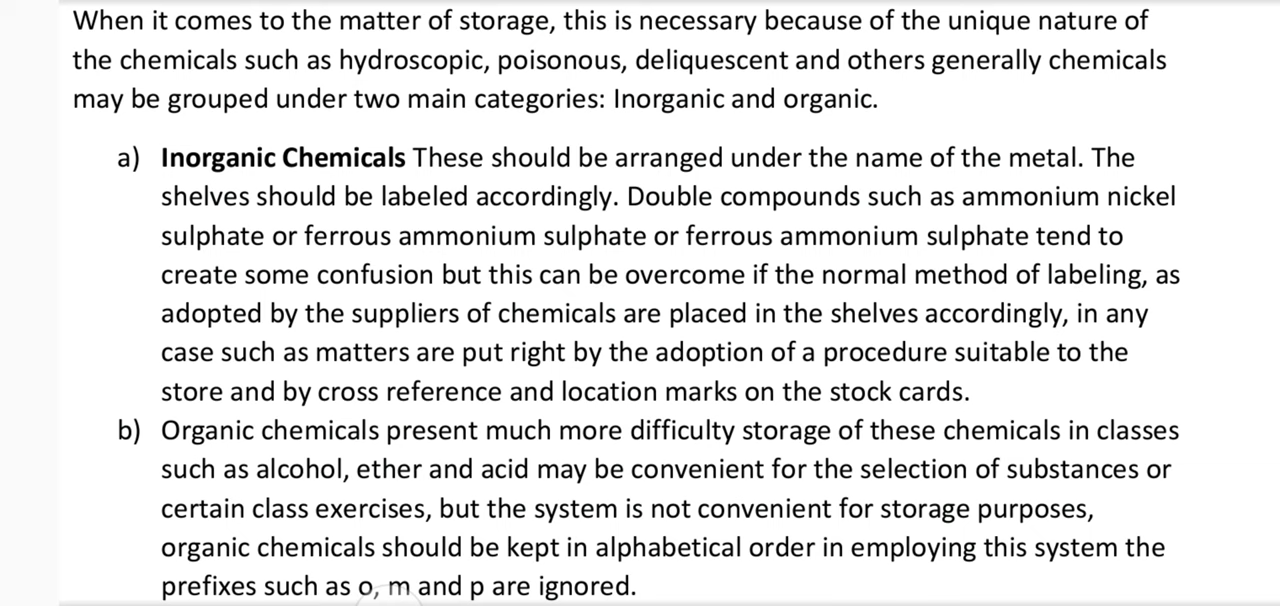 When it comes to the matter of storage, this is necessary because of the unique nature of
the chemicals such as hydroscopic, poisonous, deliquescent and others generally chemicals
may be grouped under two main categories: Inorganic and organic.
a) Inorganic Chemicals These should be arranged under the name of the metal. The
shelves should be labeled accordingly. Double compounds such as ammonium nickel
sulphate or ferrous ammonium sulphate or ferrous ammonium sulphate tend to
create some confusion but this can be overcome if the normal method of labeling, as
adopted by the suppliers of chemicals are placed in the shelves accordingly, in any
case such as matters are put right by the adoption of a procedure suitable to the
store and by cross reference and location marks on the stock cards.
b) Organic chemicals present much more difficulty storage of these chemicals in classes
such as alcohol, ether and acid may be convenient for the selection of substances or
certain class exercises, but the system is not convenient for storage purposes,
organic chemicals should be kept in alphabetical order in employing this system the
prefixes such as o, m and p are ignored.